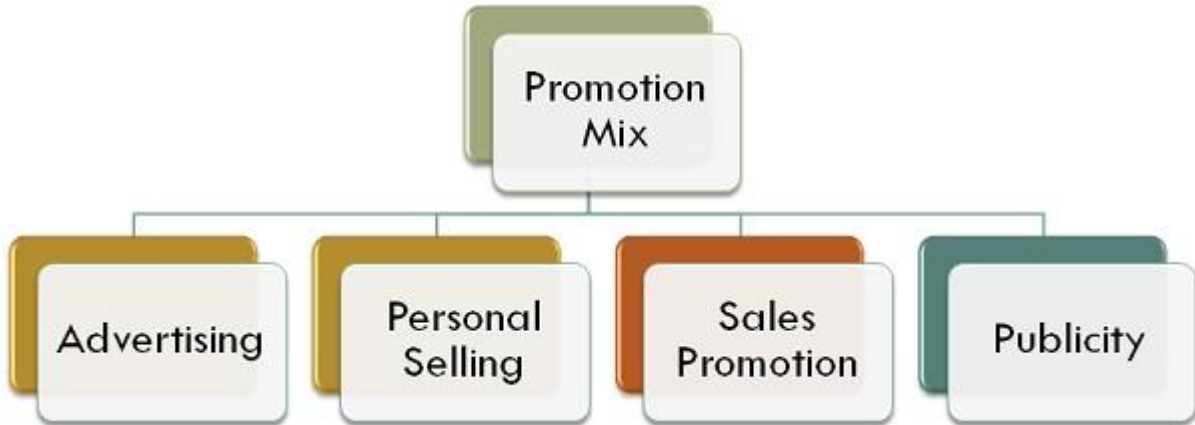 Promotion
Mix
Advertising
Personal
Selling
Sales
Promotion
Publicity